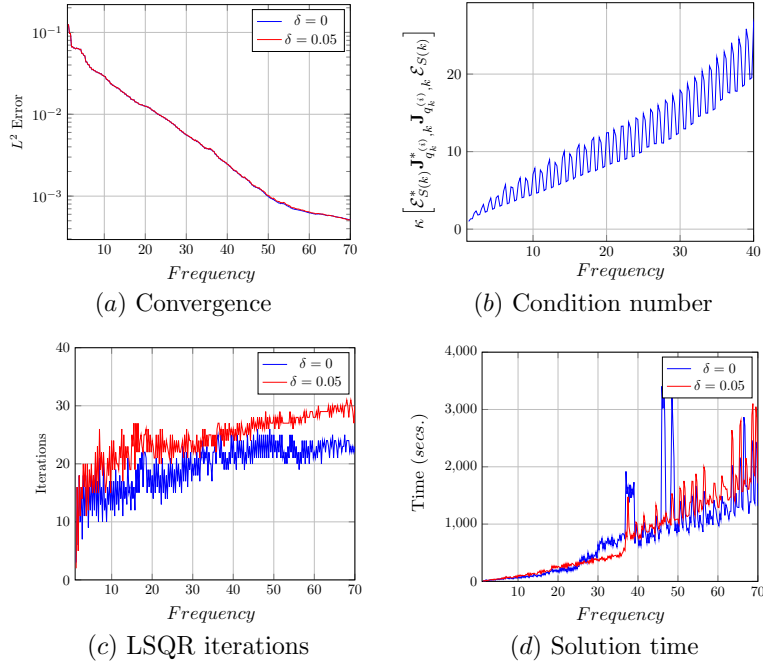 10^{-1}
10^{-2}
10^{-3}
L^2 Error
δ = 0
δ = 0.05
10 20 30 40 50 60 70
Frequency
(a) Convergence
20
10
0
κ [ℰ*_{S(k)} J*_{q_k^{(i)},k} J_{q_k^{(i)},k} ℰ_{S(k)}]
10 20 30 40
Frequency
(b) Condition number
40
30
20
10
0
Iterations
δ = 0
δ = 0.05
10 20 30 40 50 60 70
Frequency
(c) LSQR iterations
4,000
3,000
2,000
1,000
0
Time (secs.)
δ = 0
δ = 0.05
10 20 30 40 50 60 70
Frequency
(d) Solution time